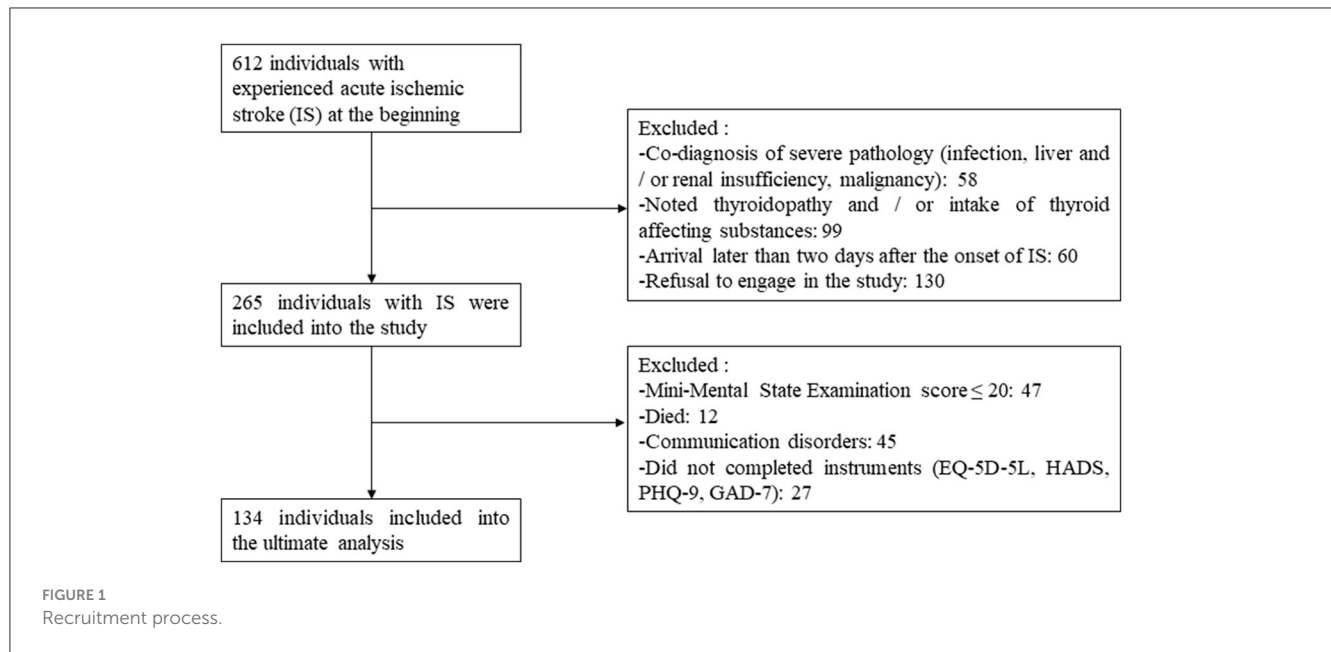 612 individuals with
experienced acute ischemic
stroke (IS) at the beginning
Excluded :
-Co-diagnosis of severe pathology (infection, liver and
/ or renal insufficiency, malignancy): 58
-Noted thyroidopathy and / or intake of thyroid
affecting substances: 99
-Arrival later than two days after the onset of IS: 60
-Refusal to engage in the study: 130
265 individuals with IS were
included into the study
Excluded :
-Mini-Mental State Examination score ≤ 20: 47
-Died: 12
-Communication disorders: 45
-Did not completed instruments (EQ-5D-5L, HADS,
PHQ-9, GAD-7): 27
134 individuals included into
the ultimate analysis
FIGURE 1
Recruitment process.